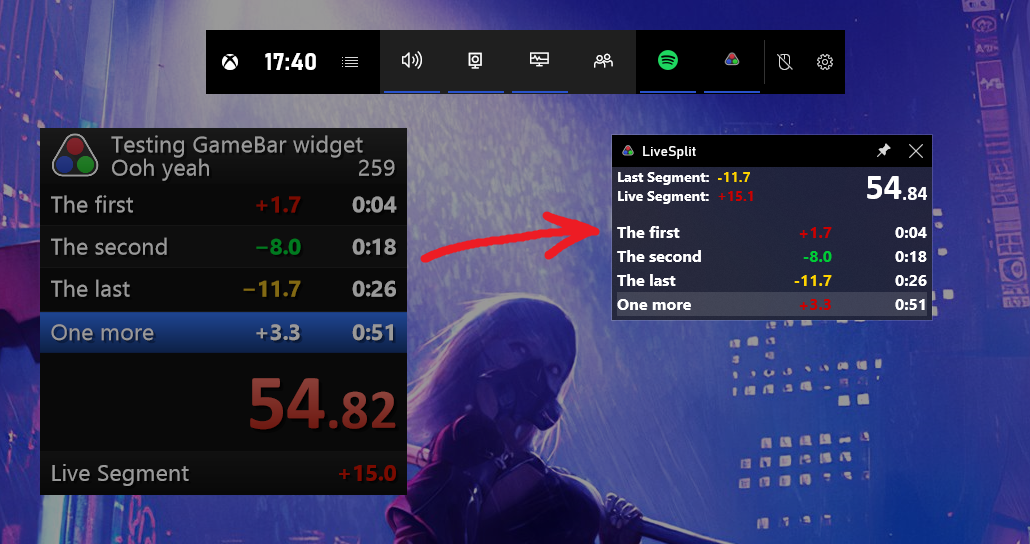 17:40
Testing GameBar widget
Ooh yeah 259
The first +1.7 0:04
The second −8.0 0:18
The last −11.7 0:26
One more +3.3 0:51
54.82
Live Segment +15.0
LiveSplit
Last Segment: -11.7
Live Segment: +15.1
54.84
The first +1.7 0:04
The second -8.0 0:18
The last -11.7 0:26
One more +3.3 0:51